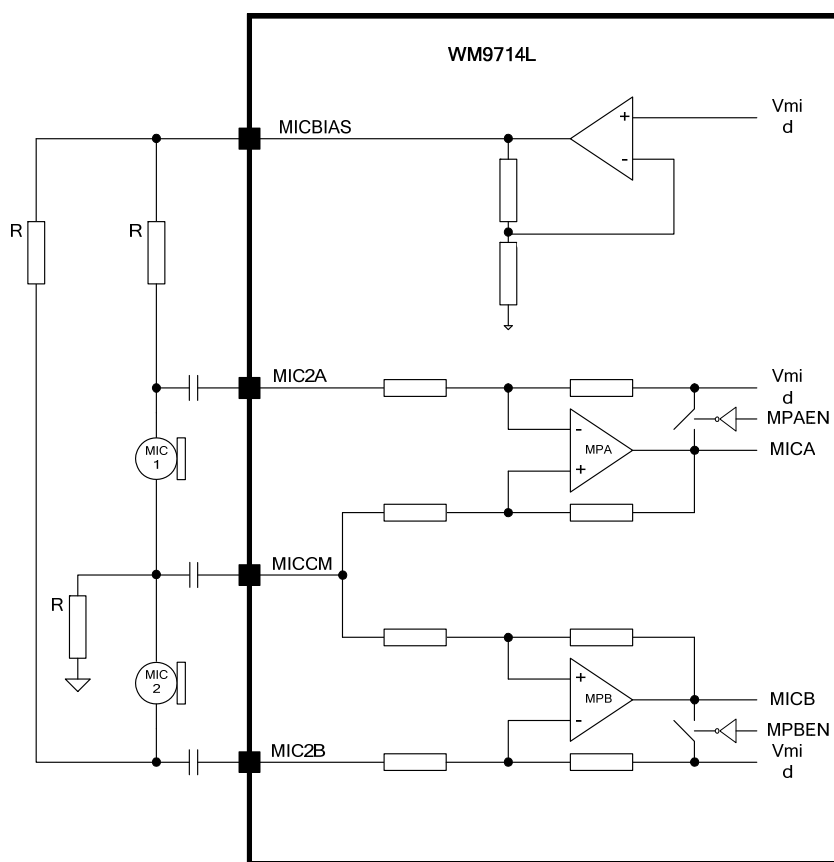 WM9714L
Vmi
d
MICBIAS
+
-
R
R
MIC2A
Vmi
d
MPAEN
-
MPA
+
MICA
MIC
1
MICCM
R
MIC
2
+
MPB
-
MICB
MPBEN
MIC2B
Vmi
d